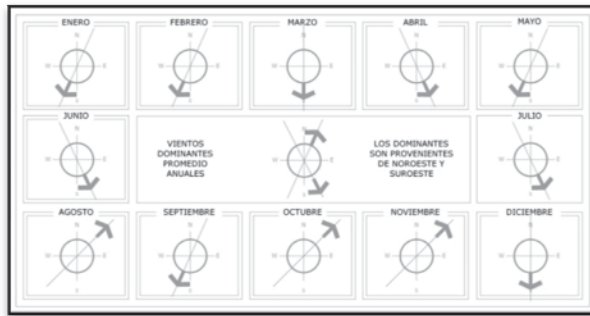 ENERO
N
W E
S
FEBRERO
N
W E
S
MARZO
N
W E
S
ABRIL
N
W E
S
MAYO
N
W E
S
JUNIO
N
W E
S
VIENTOS
DOMINANTES
PROMEDIO
ANUALES
N
W E
S
LOS DOMINANTES
SON PROVENIENTES
DE NOROESTE Y
SUROESTE
JULIO
N
W E
S
AGOSTO
N
W E
S
SEPTIEMBRE
N
W E
S
OCTUBRE
N
W E
S
NOVIEMBRE
N
W E
S
DICIEMBRE
N
W E
S